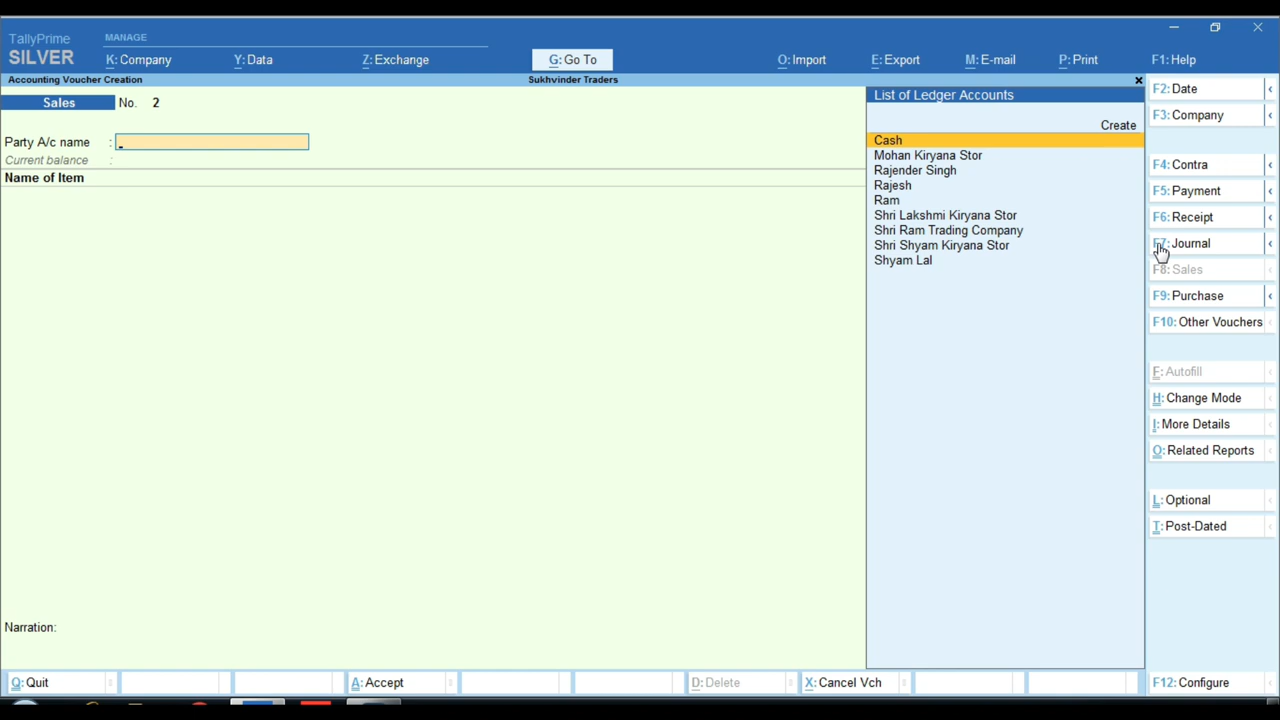 TallyPrime
SILVER
MANAGE
K: Company
Y: Data
Z: Exchange
G: Go To
O: Import
E: Export
M: E-mail
P: Print
F1: Help
Accounting Voucher Creation
Sukhvinder Traders
Sales No. 2
Party A/c name :
Current balance :
Name of Item
Narration:
List of Ledger Accounts
Create
Cash
Mohan Kiryana Stor
Rajender Singh
Rajesh
Ram
Shri Lakshmi Kiryana Stor
Shri Ram Trading Company
Shri Shyam Kiryana Stor
Shyam Lal
F2: Date
F3: Company
F4: Contra
F5: Payment
F6: Receipt
F7: Journal
F8: Sales
F9: Purchase
F10: Other Vouchers
F: Autofill
H: Change Mode
I: More Details
O: Related Reports
L: Optional
T: Post-Dated
Q: Quit
A: Accept
D: Delete
X: Cancel Vch
F12: Configure